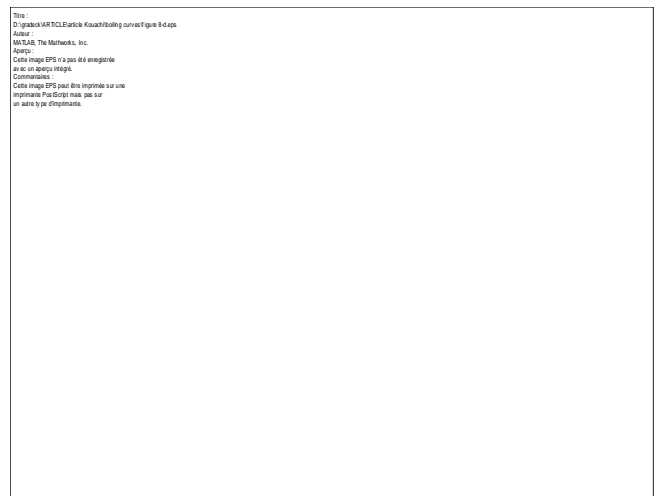 Titre :
D:\gradeck\ARTICLE\article Kouachi\boiling curves\figure 8-d.eps
Auteur :
MATLAB, The Mathworks, Inc.
Aperçu :
Cette image EPS n'a pas été enregistrée
avec un aperçu intégré.
Commentaires :
Cette image EPS peut être imprimée sur une
imprimante PostScript mais pas sur
un autre type d'imprimante.